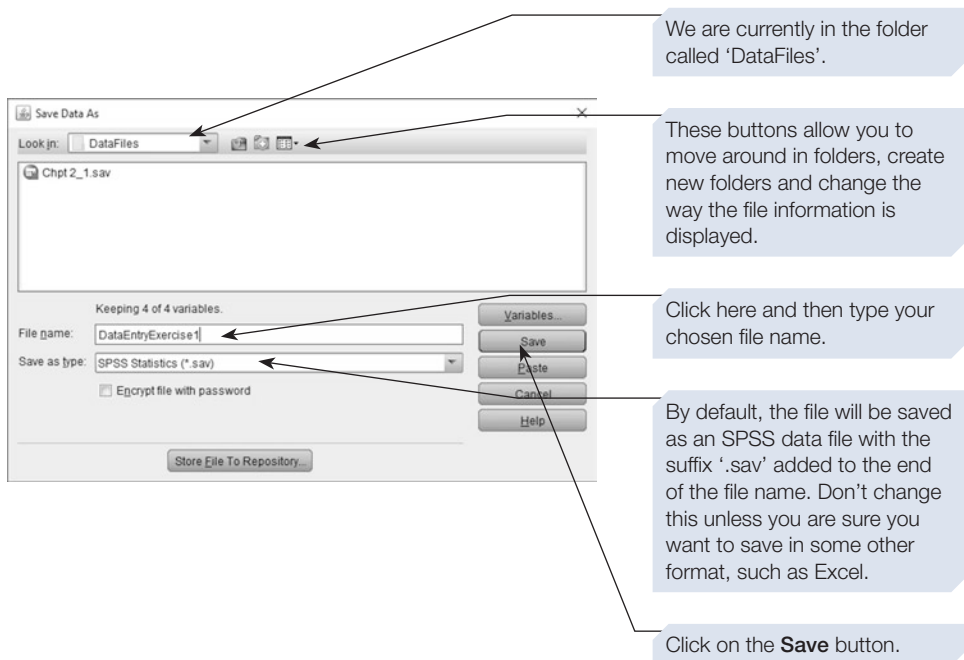 We are currently in the folder
called ‘DataFiles’.
Save Data As
Look in: DataFiles
These buttons allow you to
move around in folders, create
new folders and change the
way the file information is
displayed.
Chpt 2_1.sav
Keeping 4 of 4 variables.
File name: DataEntryExercise1
Save as type: SPSS Statistics (*.sav)
Encrypt file with password
Store File To Repository...
Variables...
Save
Paste
Cancel
Help
Click here and then type your
chosen file name.
By default, the file will be saved
as an SPSS data file with the
suffix ‘.sav’ added to the end
of the file name. Don’t change
this unless you are sure you
want to save in some other
format, such as Excel.
Click on the Save button.